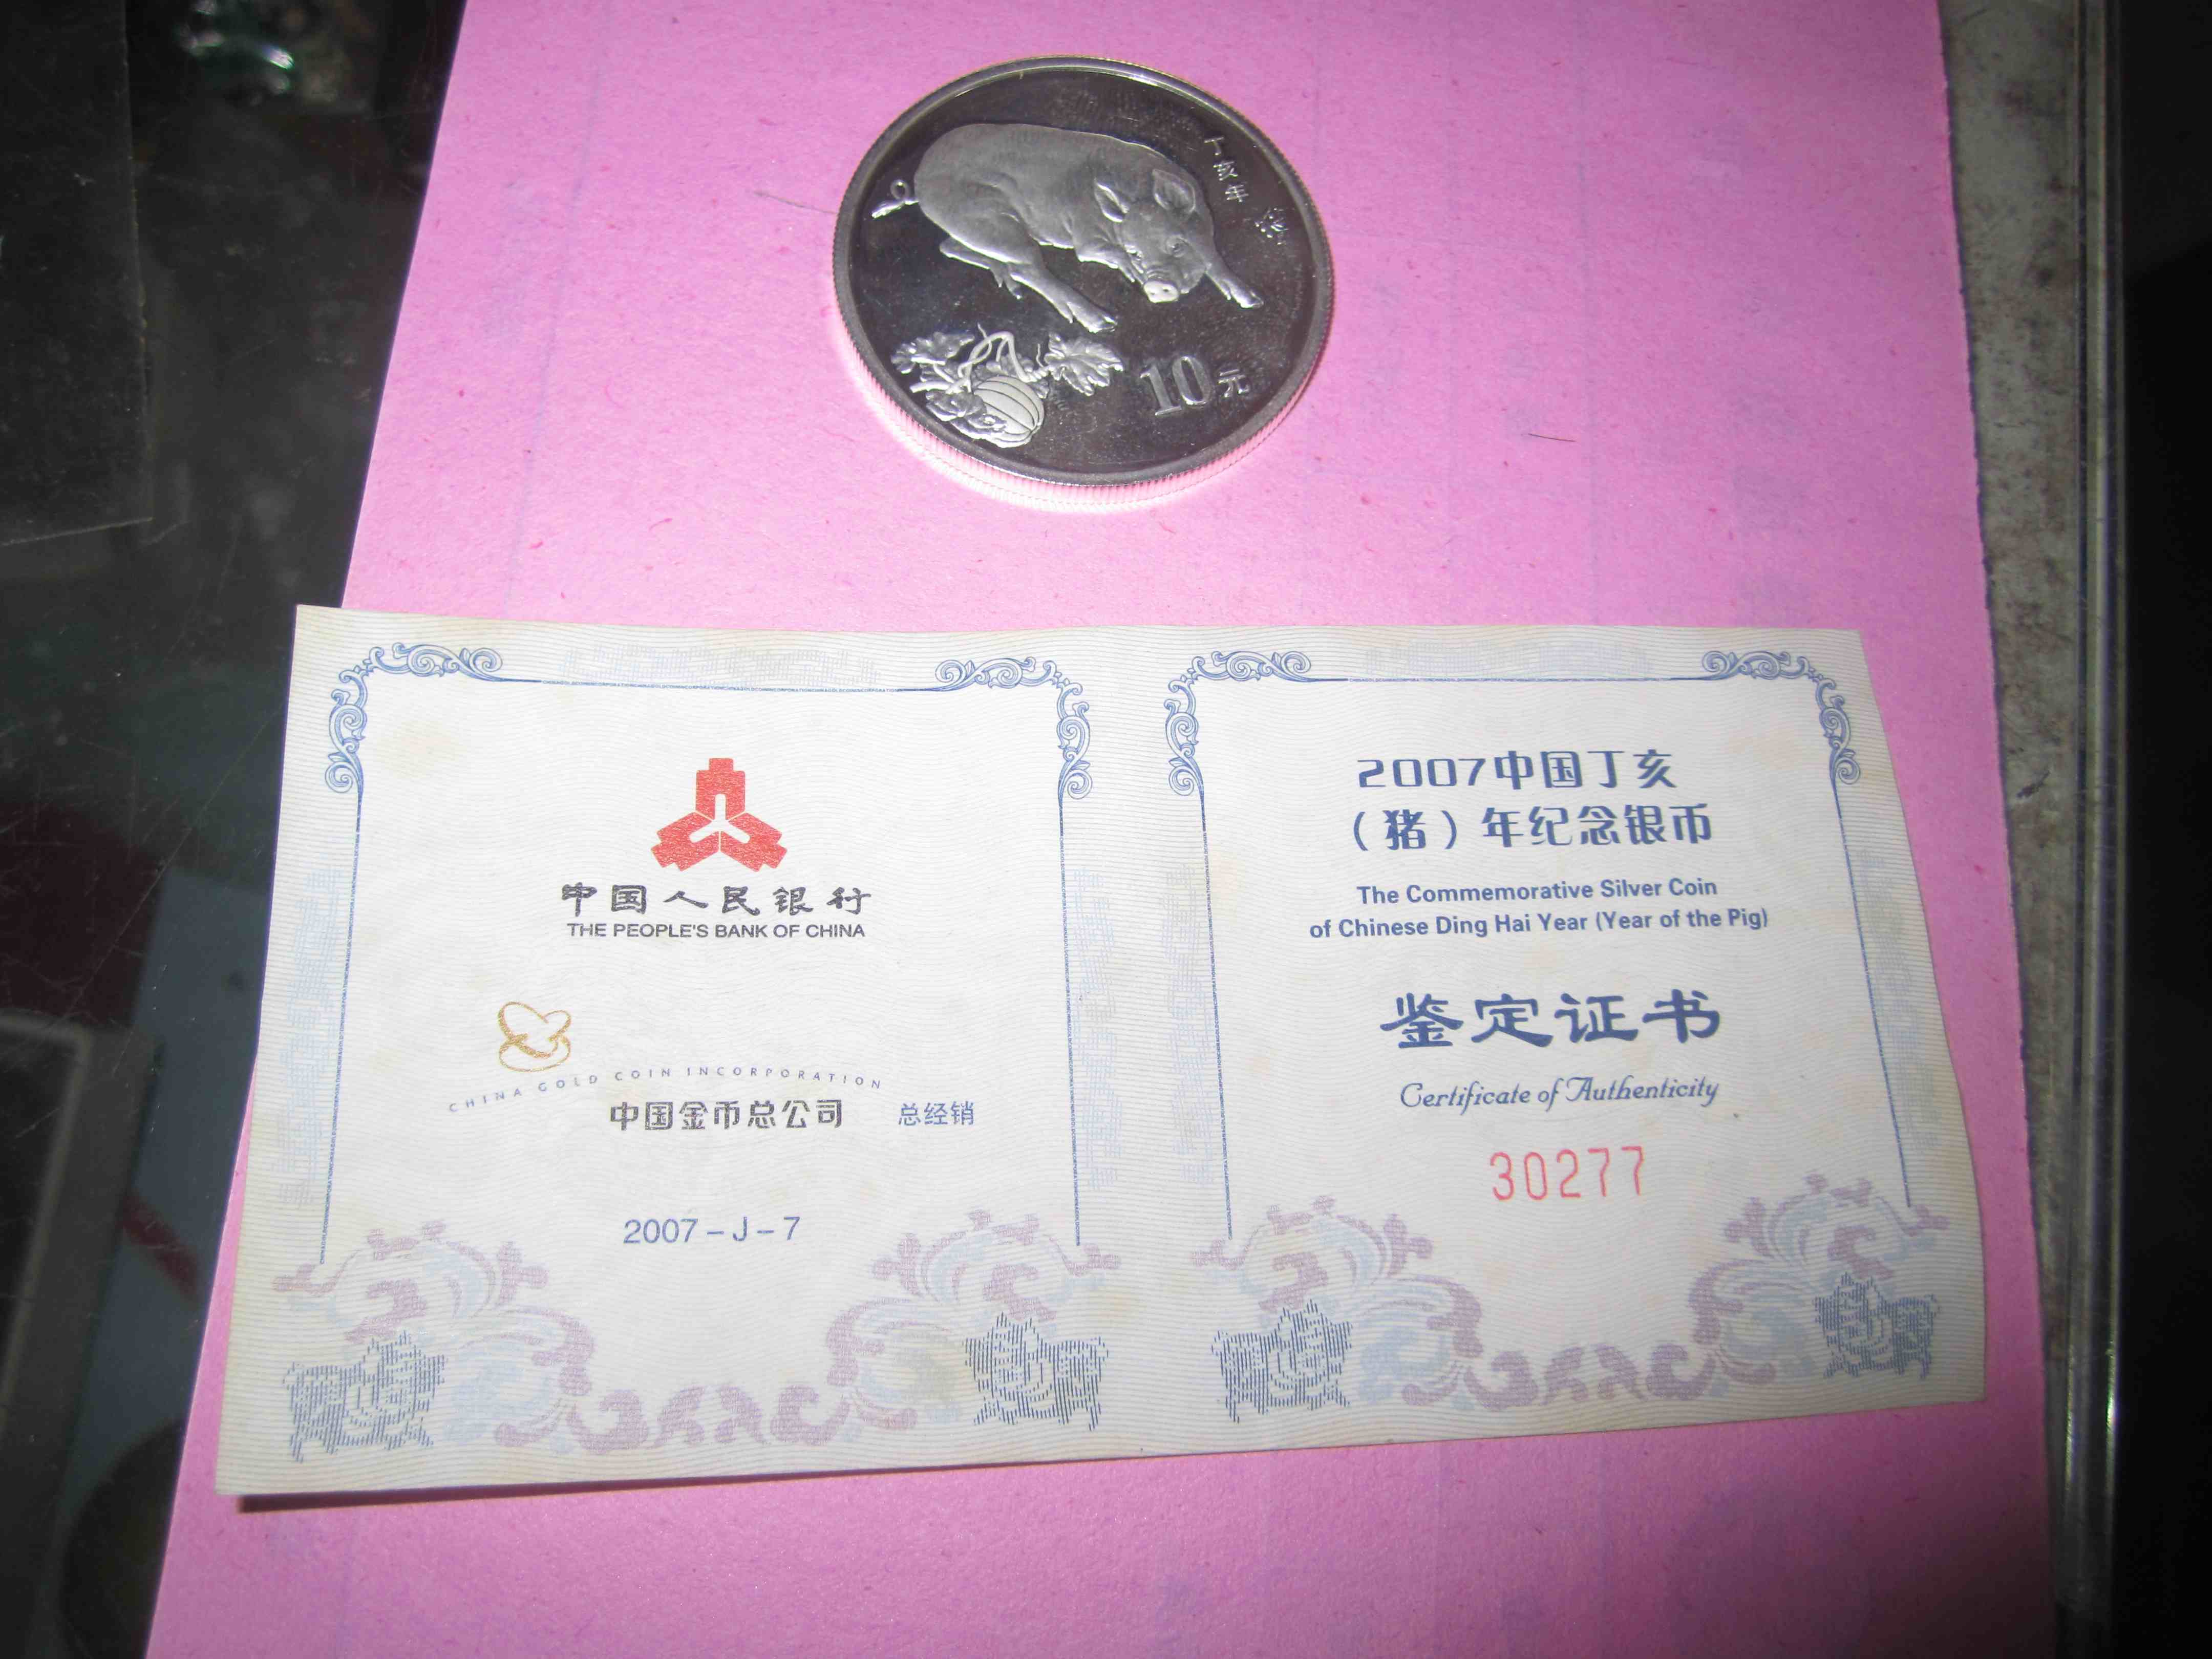 丁亥年
10元
中国人民银行
THE PEOPLE'S BANK OF CHINA
CHINA GOLD COIN INCORPORATION
中国金币总公司 总经销
2007-J-7
2007中国丁亥
（猪）年纪念银币
The Commemorative Silver Coin
of Chinese Ding Hai Year (Year of the Pig)
鉴定证书
Certificate of Authenticity
30277